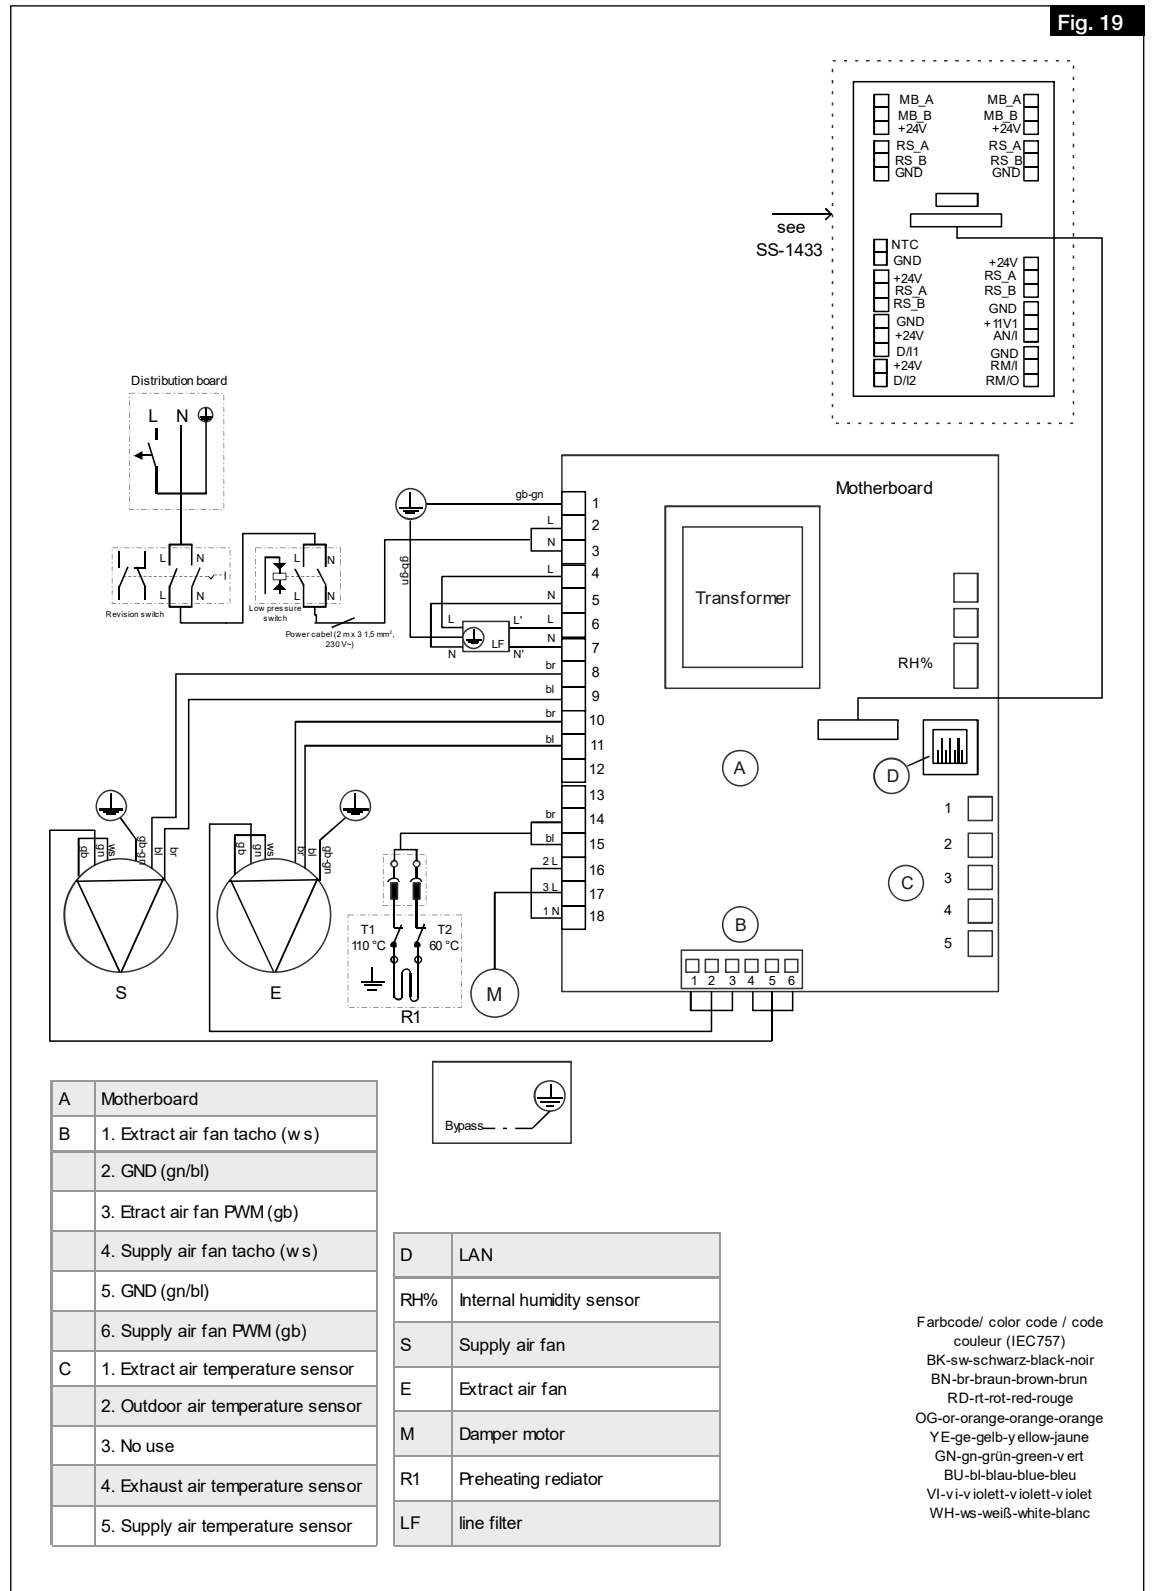 Fig. 19
MB_A
MB_B
+24V
RS_A
RS_B
GND
MB_A
MB_B
+24V
RS_A
RS_B
GND
see
SS-1433
NTC
GND
+24V
RS_A
RS_B
GND
+24V
D/I1
+24V
D/I2
+24V
RS_A
RS_B
GND
+11V1
AN/I
GND
RM/I
RM/O
Distribution board
L N
L N
L N
Revision switch
I
L N
L N
Low pressure
switch
Power cabel (2 m x 3 1,5 mm²,
230 V~)
Motherboard
Transformer
RH%
gb-gn 1
L 2
N 3
gb-gn
L 4
N 5
L L' L 6
N 7
LF
N N'
br 8
bl 9
br 10
bl 11
12
13
br 14
bl 15
2 L 16
3 L 17
1 N 18
A
D
C
1
2
3
4
5
B
1 2 3 4 5 6
gb gn ws gb-gn bl br
S
gb gn ws br bl gb-gn
E
T1
110 °C
T2
60 °C
R1
M
Bypass
A Motherboard
B 1. Extract air fan tacho (ws)
2. GND (gn/bl)
3. Etract air fan PWM (gb)
4. Supply air fan tacho (ws)
5. GND (gn/bl)
6. Supply air fan PWM (gb)
C 1. Extract air temperature sensor
2. Outdoor air temperature sensor
3. No use
4. Exhaust air temperature sensor
5. Supply air temperature sensor
D LAN
RH% Internal humidity sensor
S Supply air fan
E Extract air fan
M Damper motor
R1 Preheating rediator
LF line filter
Farbcode/ color code / code
couleur (IEC757)
BK-sw-schwarz-black-noir
BN-br-braun-brown-brun
RD-rt-rot-red-rouge
OG-or-orange-orange-orange
YE-ge-gelb-yellow-jaune
GN-gn-grün-green-vert
BU-bl-blau-blue-bleu
VI-vi-violett-violett-violet
WH-ws-weiß-white-blanc